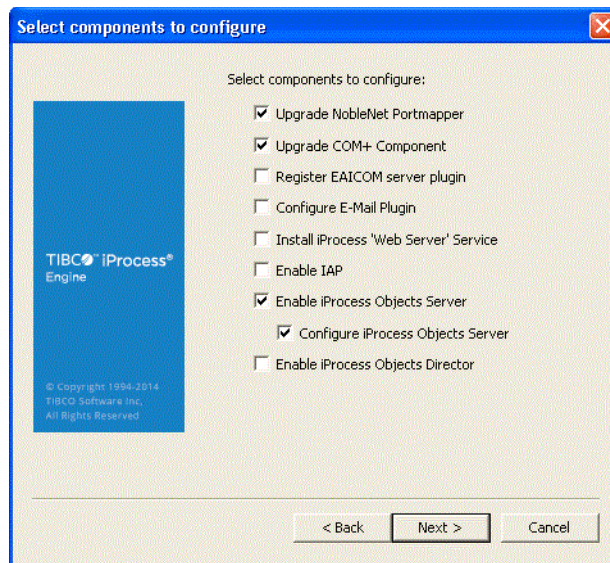 Select components to configure
Select components to configure:
Upgrade NobleNet Portmapper
Upgrade COM+ Component
Register EAICOM server plugin
Configure E-Mail Plugin
Install iProcess 'Web Server' Service
Enable IAP
Enable iProcess Objects Server
Configure iProcess Objects Server
Enable iProcess Objects Director
TIBCO™ iProcess®
Engine
© Copyright 1994-2014
TIBCO Software Inc,
All Rights Reserved
< Back
Next >
Cancel